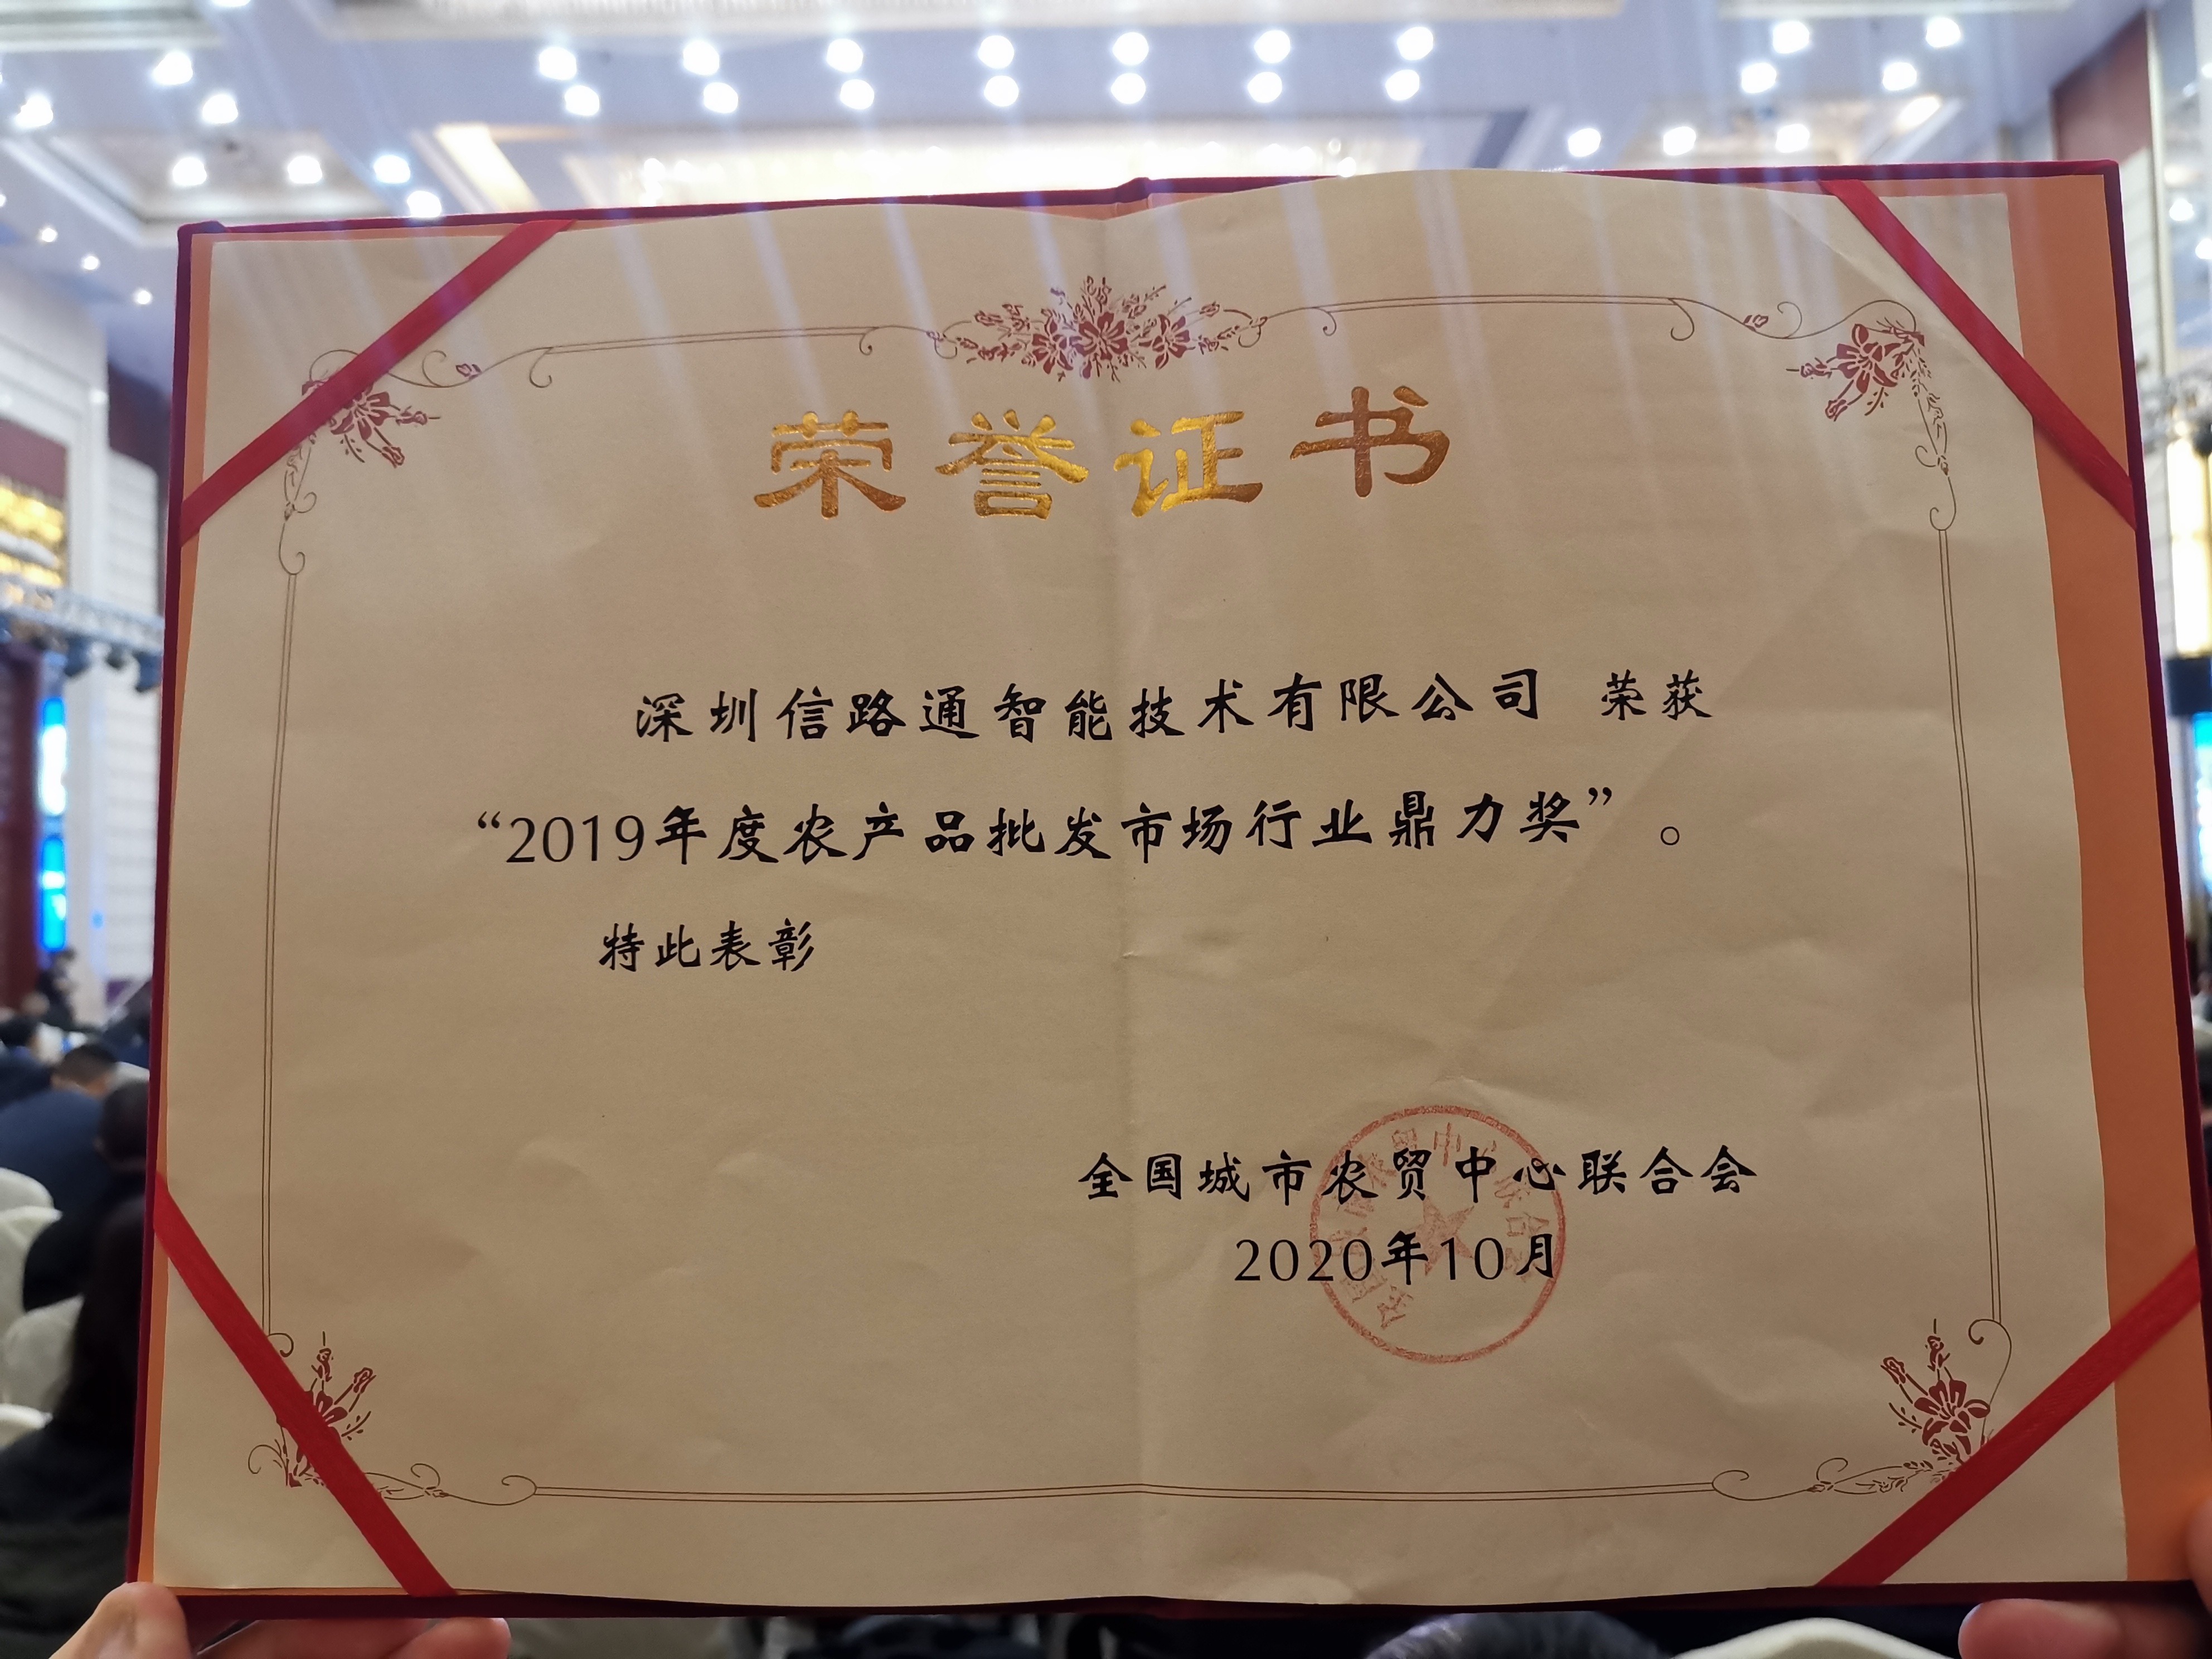 荣誉证书
深圳信路通智能技术有限公司 荣获
“2019年度农产品批发市场行业鼎力奖”。
特此表彰
全国城市农贸中心联合会
2020年10月